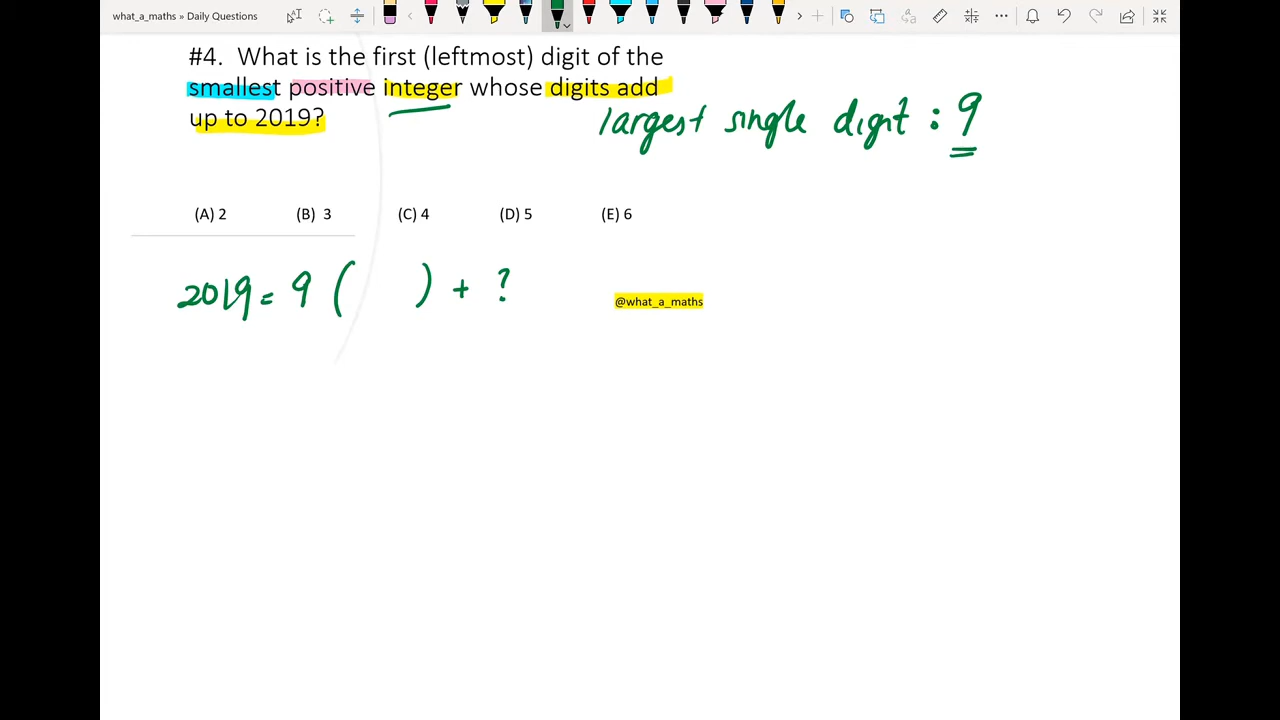 what_a_maths » Daily Questions
#4. What is the first (leftmost) digit of the
smallest positive integer whose digits add
up to 2019?
largest single digit : 9
(A) 2 (B) 3 (C) 4 (D) 5 (E) 6
2019 = 9 ( ) + ?
@what_a_maths